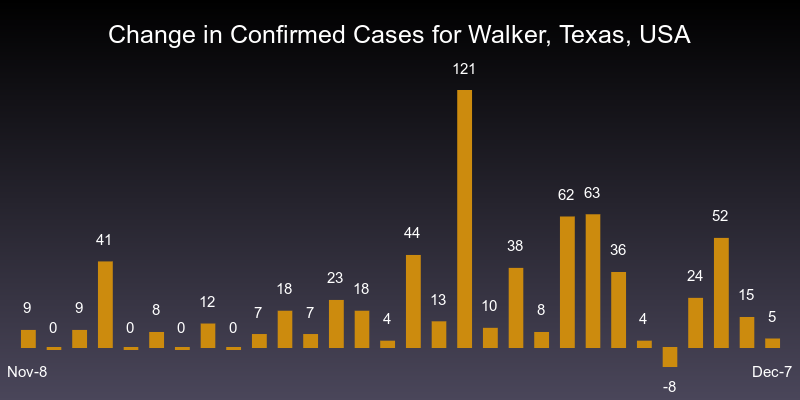 Change in Confirmed Cases for Walker, Texas, USA
9 0 9 41 0 8 0 12 0 7 18 7 23 18 4 44 13 121 10 38 8 62 63 36 4 -8 24 52 15 5
Nov-8 Dec-7